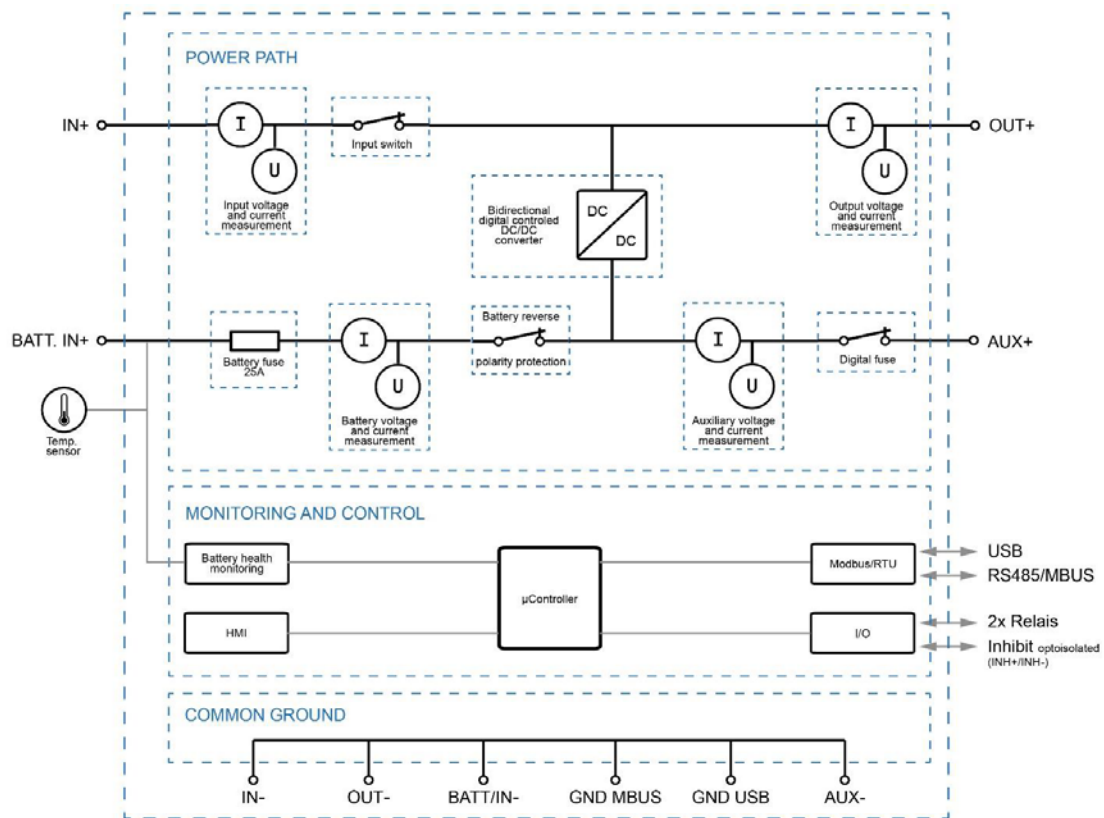 POWER PATH
IN+
I
U
Input voltage
and current
measurement
Input switch
I
U
Output voltage
and current
measurement
OUT+
Bidirectional
digital controled
DC/DC
converter
DC
DC
BATT. IN+
Battery fuse
25A
I
U
Battery voltage
and current
measurement
Battery reverse
polarity protection
I
U
Auxiliary voltage
and current
measurement
Digital fuse
AUX+
Temp.
sensor
MONITORING AND CONTROL
Battery health
monitoring
HMI
µController
Modbus/RTU
I/O
USB
RS485/MBUS
2x Relais
Inhibit optoisolated
(INH+/INH-)
COMMON GROUND
IN-
OUT-
BATT/IN-
GND MBUS
GND USB
AUX-